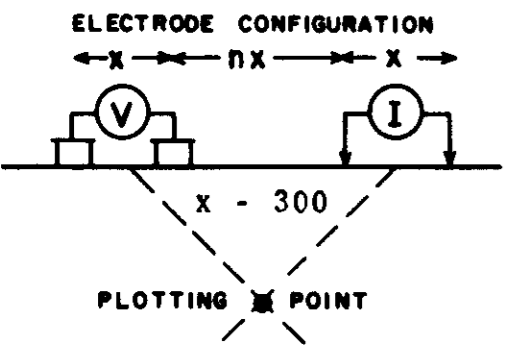 ELECTRODE CONFIGURATION
x nx x
V I
x - 300
PLOTTING POINT